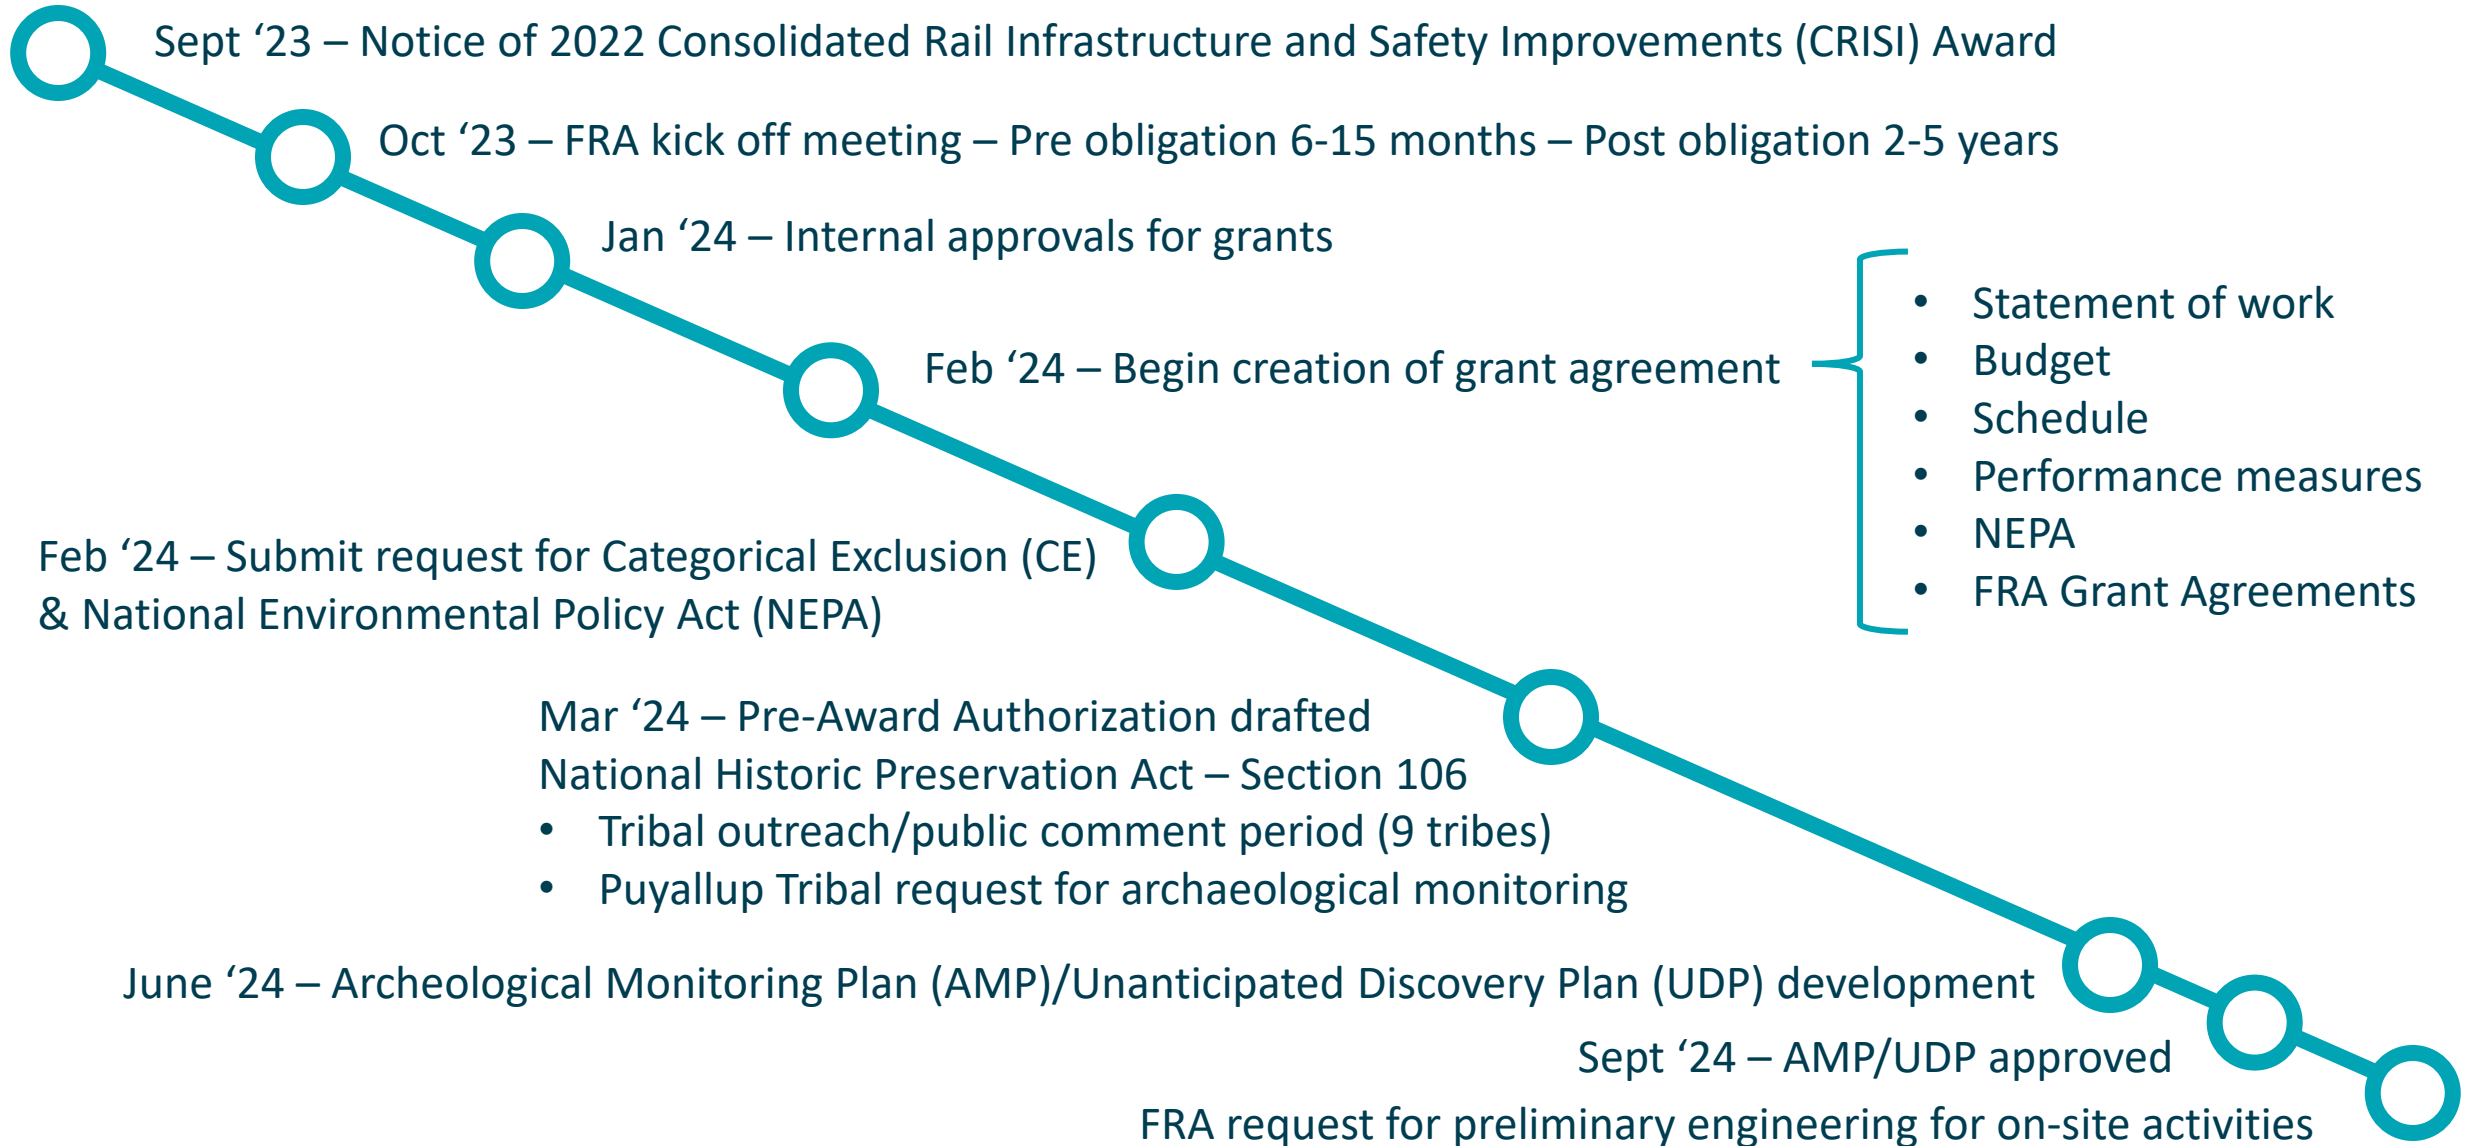 Sept ‘23 – Notice of 2022 Consolidated Rail Infrastructure and Safety Improvements (CRISI) Award
Oct ‘23 – FRA kick off meeting – Pre obligation 6-15 months – Post obligation 2-5 years
Jan ‘24 – Internal approvals for grants
Feb ‘24 – Begin creation of grant agreement
• Statement of work
• Budget
• Schedule
• Performance measures
• NEPA
• FRA Grant Agreements
Feb ‘24 – Submit request for Categorical Exclusion (CE)
& National Environmental Policy Act (NEPA)
Mar ‘24 – Pre-Award Authorization drafted
National Historic Preservation Act – Section 106
• Tribal outreach/public comment period (9 tribes)
• Puyallup Tribal request for archaeological monitoring
June ‘24 – Archeological Monitoring Plan (AMP)/Unanticipated Discovery Plan (UDP) development
Sept ‘24 – AMP/UDP approved
FRA request for preliminary engineering for on-site activities